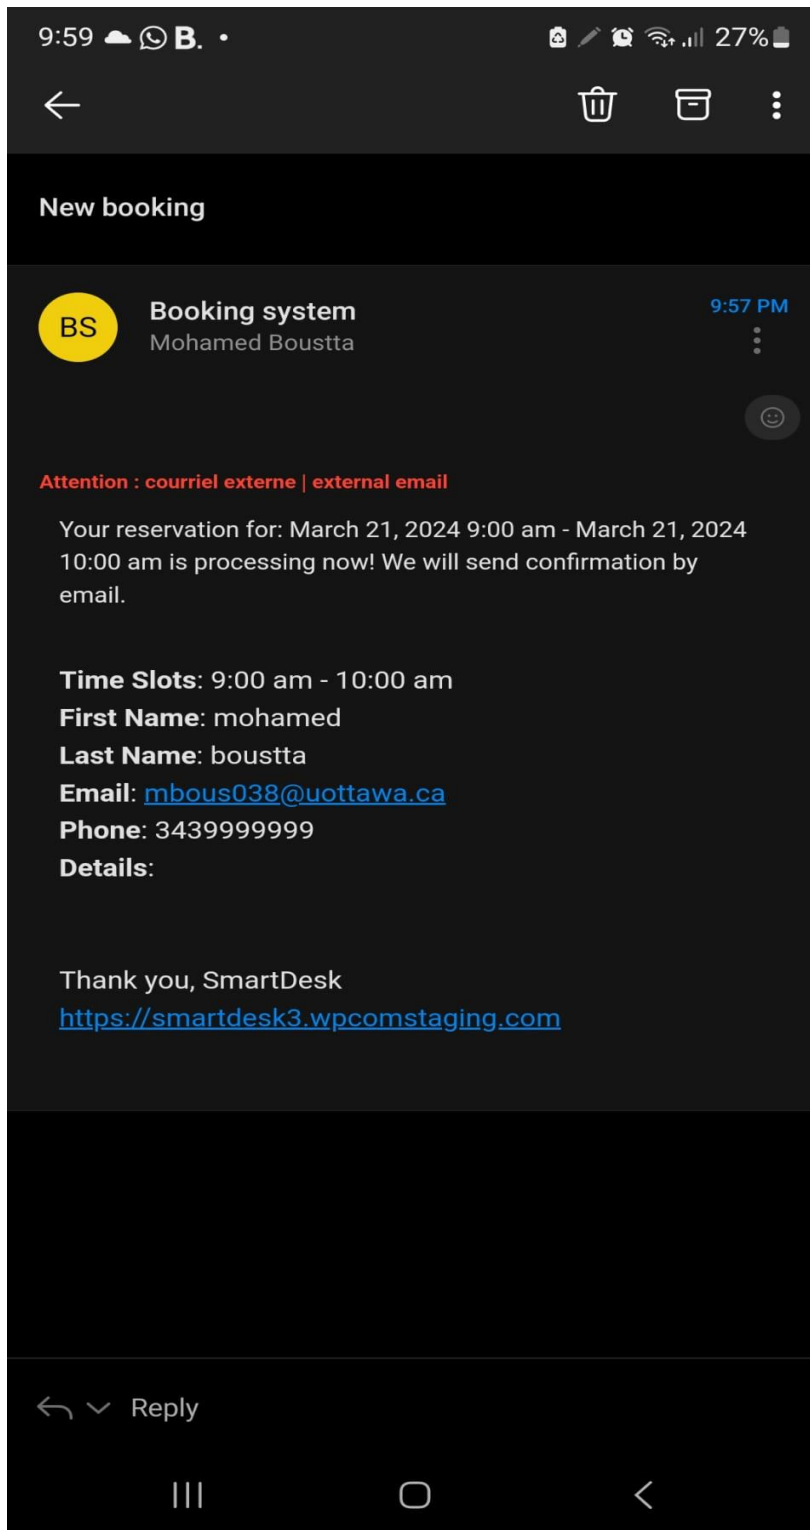 9:59 B. • 27%
New booking
BS
Booking system
9:57 PM
Mohamed Boustta
Attention : courriel externe | external email
Your reservation for: March 21, 2024 9:00 am - March 21, 2024
10:00 am is processing now! We will send confirmation by
email.
Time Slots: 9:00 am - 10:00 am
First Name: mohamed
Last Name: boustta
Email: mbous038@uottawa.ca
Phone: 3439999999
Details:
Thank you, SmartDesk
https://smartdesk3.wpcomstaging.com
Reply